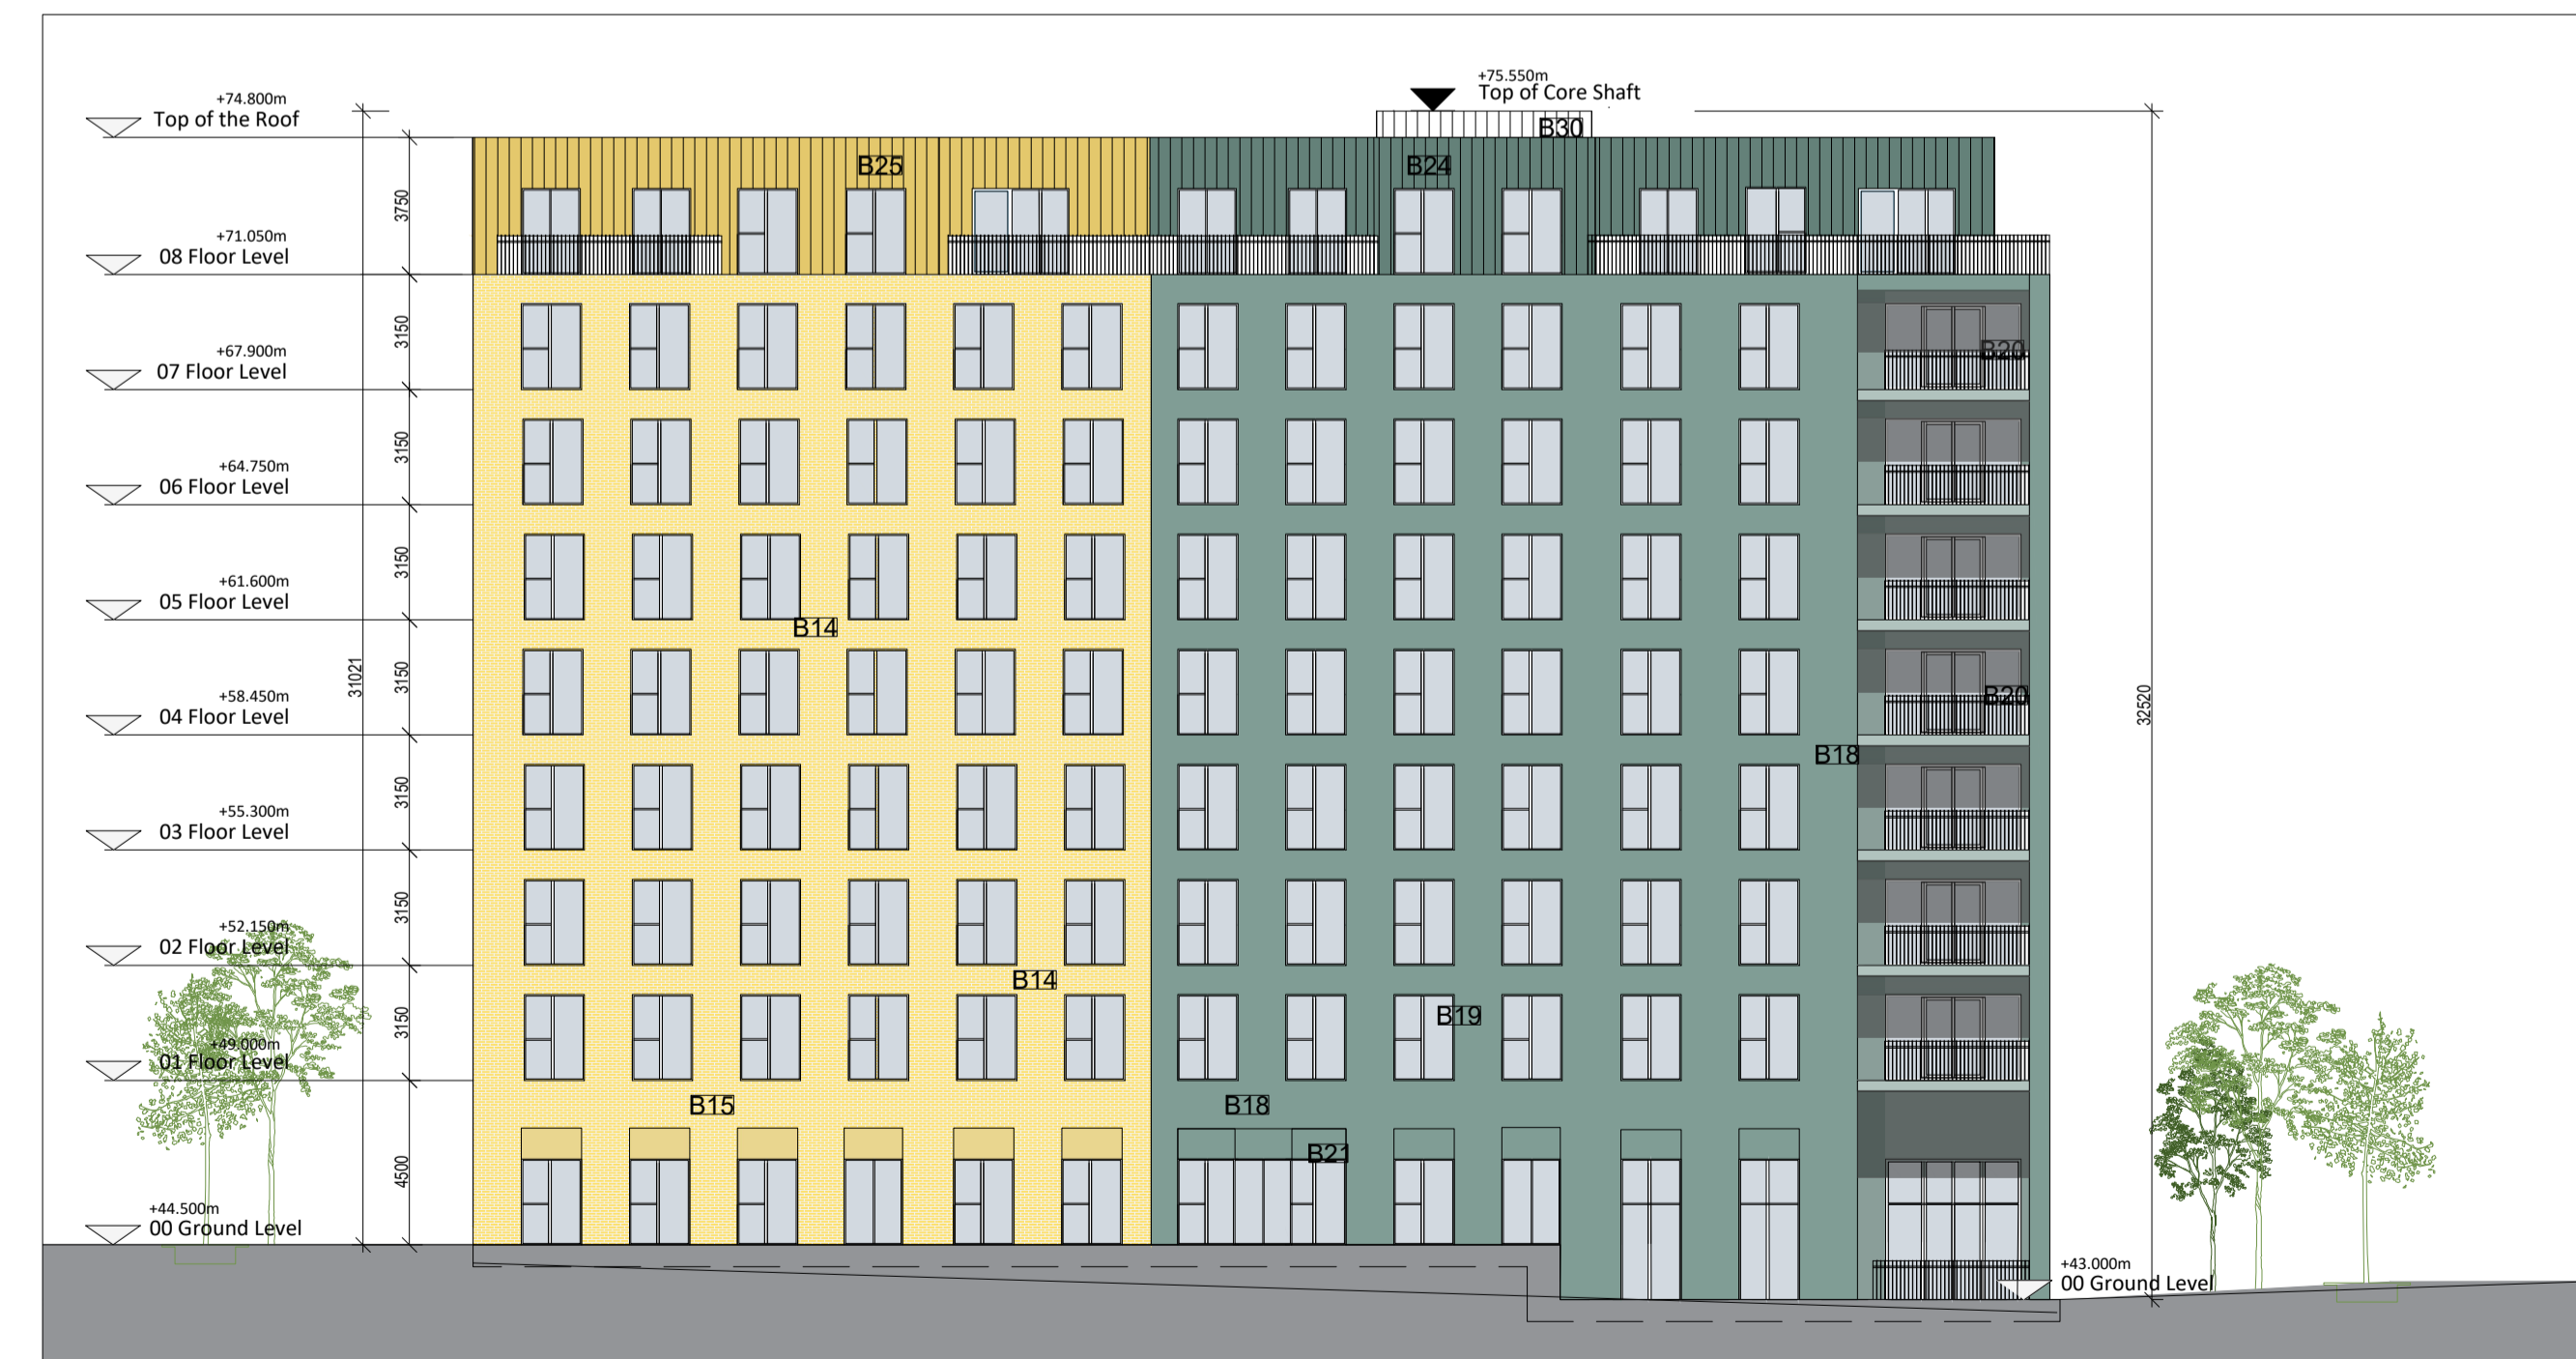 +75.550m
Top of Core Shaft
+74.800m
Top of the Roof
B30
B25
B24
3750
+71.050m
08 Floor Level
3150
+67.900m
07 Floor Level
B20
3150
+64.750m
06 Floor Level
3150
+61.600m
05 Floor Level
B14
31021
3150
+58.450m
04 Floor Level
B20
32520
B18
3150
+55.300m
03 Floor Level
3150
+52.150m
02 Floor Level
B14
3150
B19
+49.000m
01 Floor Level
B15
B18
B21
4500
+44.500m
00 Ground Level
+43.000m
00 Ground Level